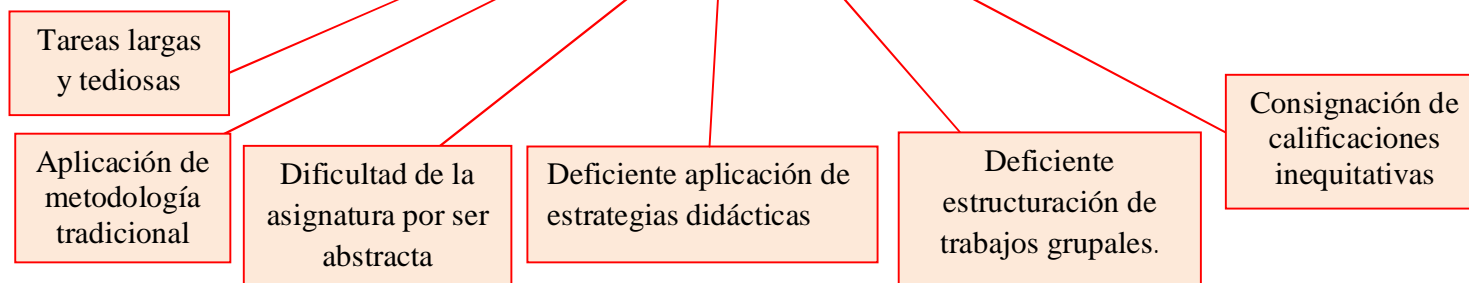 Tareas largas
y tediosas
Aplicación de
metodología
tradicional
Dificultad de la
asignatura por ser
abstracta
Deficiente aplicación de
estrategias didácticas
Deficiente
estructuración de
trabajos grupales.
Consignación de
calificaciones
inequitativas